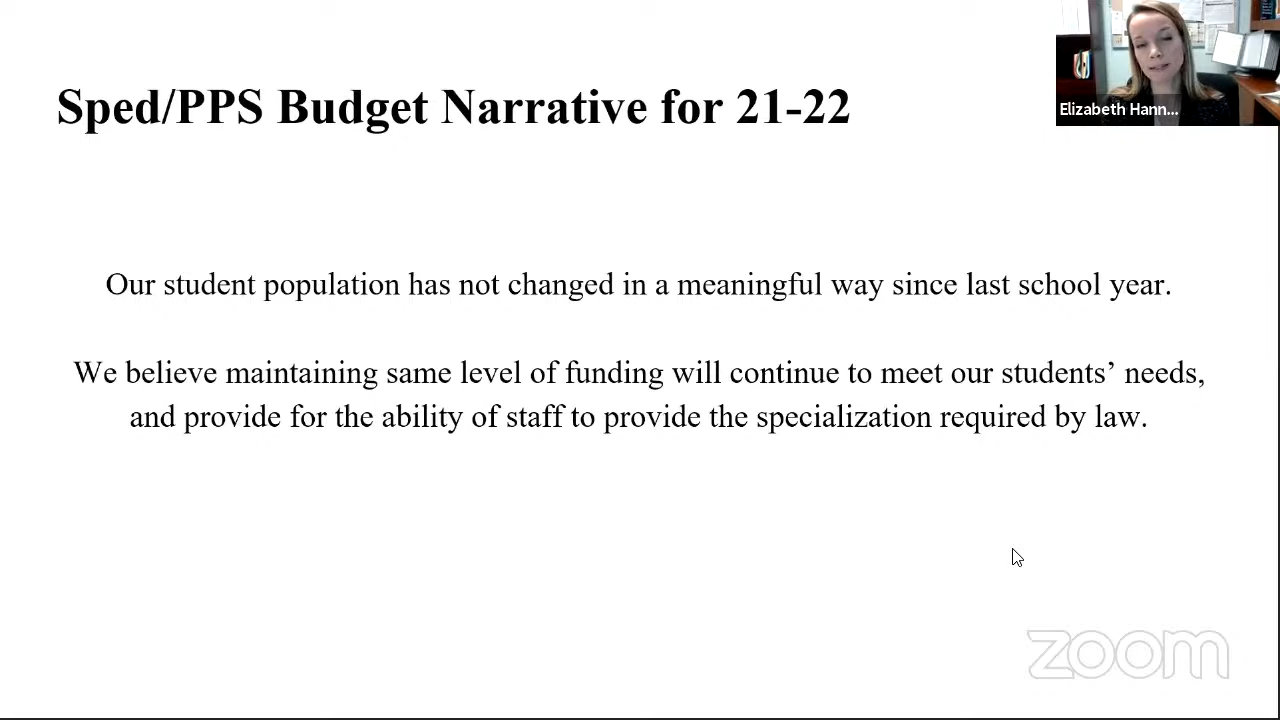 Sped/PPS Budget Narrative for 21-22
Elizabeth Hann...
Our student population has not changed in a meaningful way since last school year.
We believe maintaining same level of funding will continue to meet our students’ needs,
and provide for the ability of staff to provide the specialization required by law.
zoom